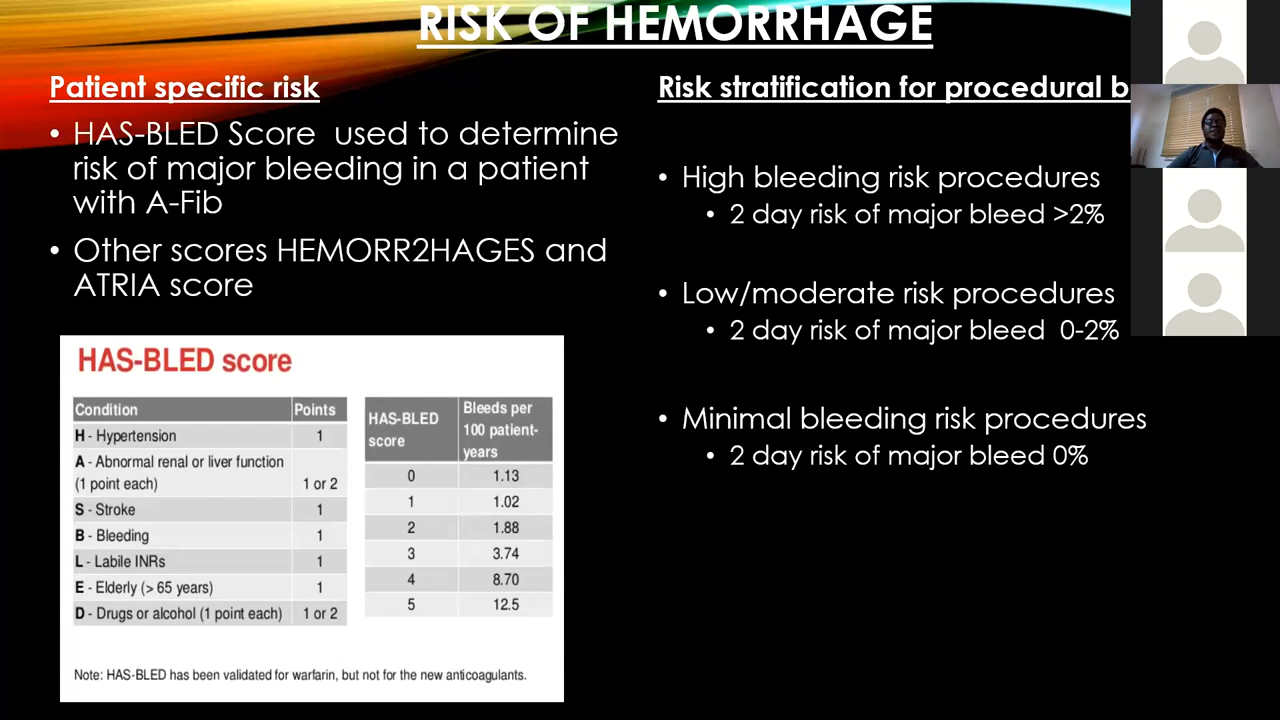 RISK OF HEMORRHAGE
Patient specific risk
• HAS-BLED Score used to determine
risk of major bleeding in a patient
with A-Fib
• Other scores HEMORR2HAGES and
ATRIA score
HAS-BLED score
Condition Points
H - Hypertension 1
A - Abnormal renal or liver function
(1 point each) 1 or 2
S - Stroke 1
B - Bleeding 1
L - Labile INRs 1
E - Elderly (> 65 years) 1
D - Drugs or alcohol (1 point each) 1 or 2
HAS-BLED
score
Bleeds per
100 patient-
years
0 1.13
1 1.02
2 1.88
3 3.74
4 8.70
5 12.5
Note: HAS-BLED has been validated for warfarin, but not for the new anticoagulants.
Risk stratification for procedural b
• High bleeding risk procedures
• 2 day risk of major bleed >2%
• Low/moderate risk procedures
• 2 day risk of major bleed 0-2%
• Minimal bleeding risk procedures
• 2 day risk of major bleed 0%